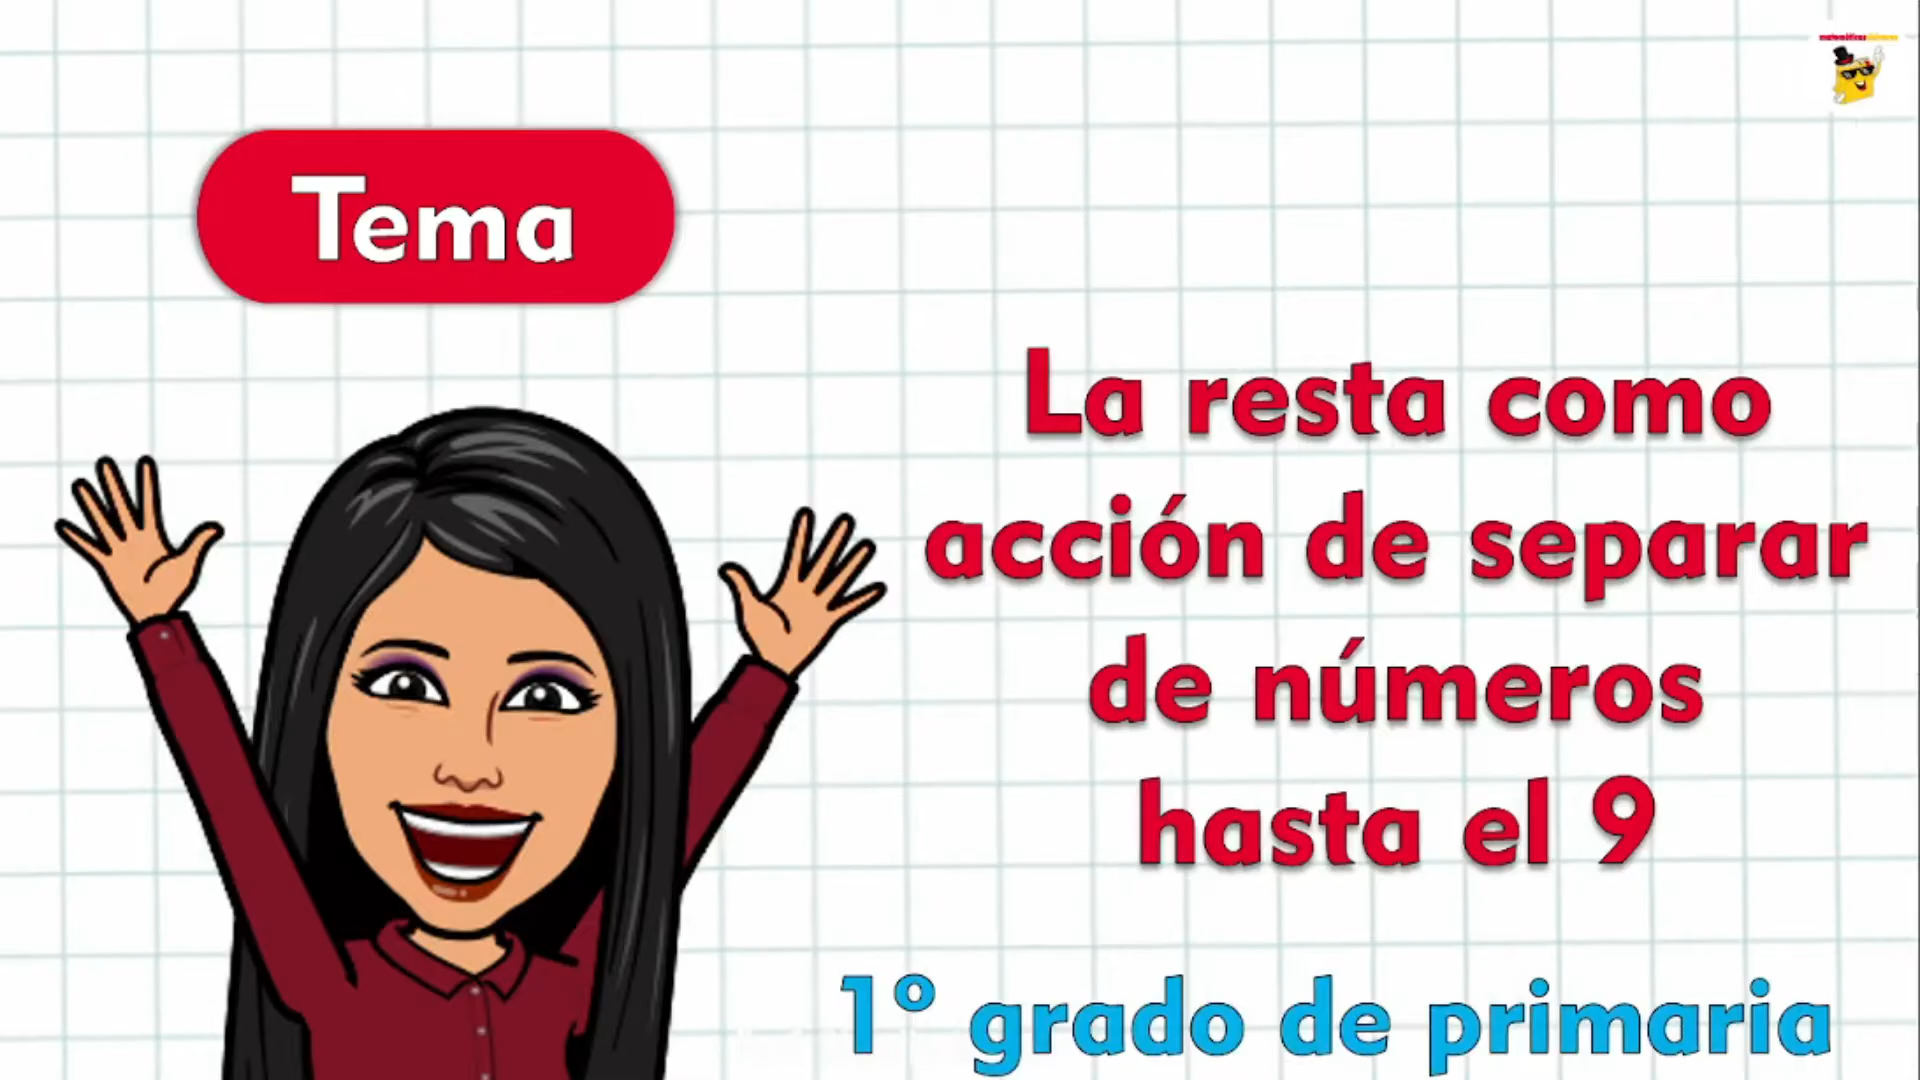 Tema
La resta como
acción de separar
de números
hasta el 9
1° grado de primaria